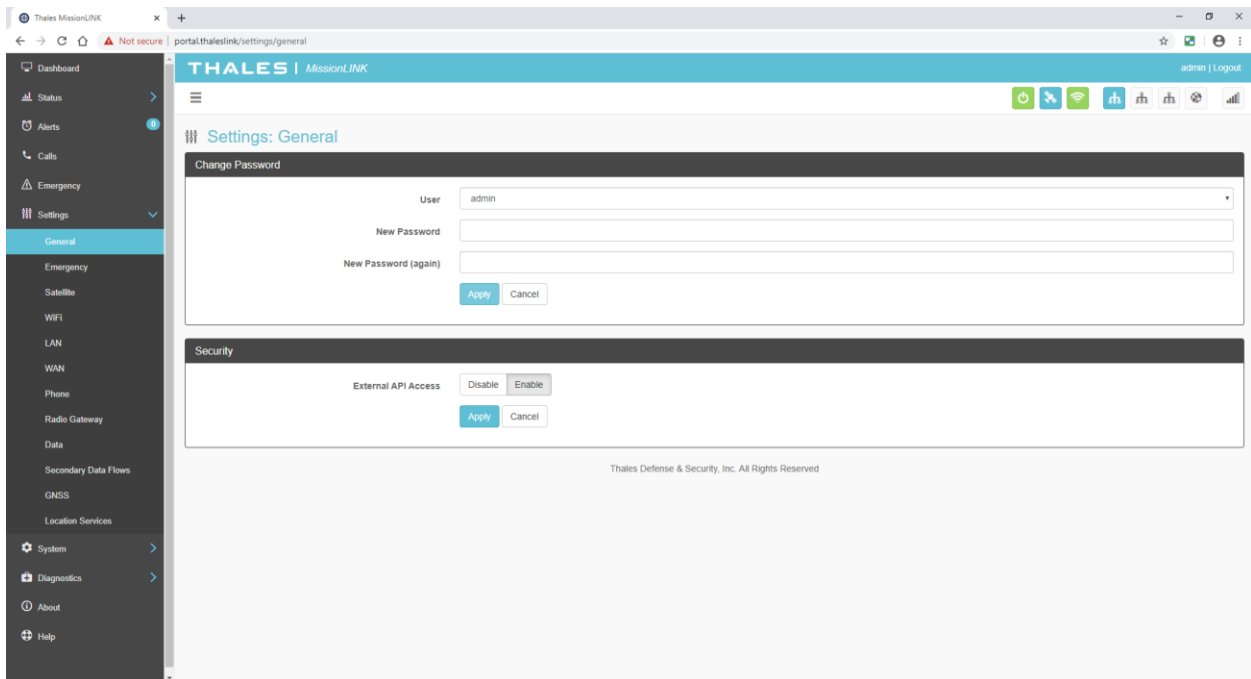 Thales MissionLINK
Not secure | portal.thaleslink/settings/general
Dashboard
Status
Alerts 0
Calls
Emergency
Settings
General
Emergency
Satellite
WiFi
LAN
WAN
Phone
Radio Gateway
Data
Secondary Data Flows
GNSS
Location Services
System
Diagnostics
About
Help
THALES | MissionLINK
admin | Logout
Settings: General
Change Password
User admin
New Password
New Password (again)
Apply Cancel
Security
External API Access Disable Enable
Apply Cancel
Thales Defense & Security, Inc. All Rights Reserved